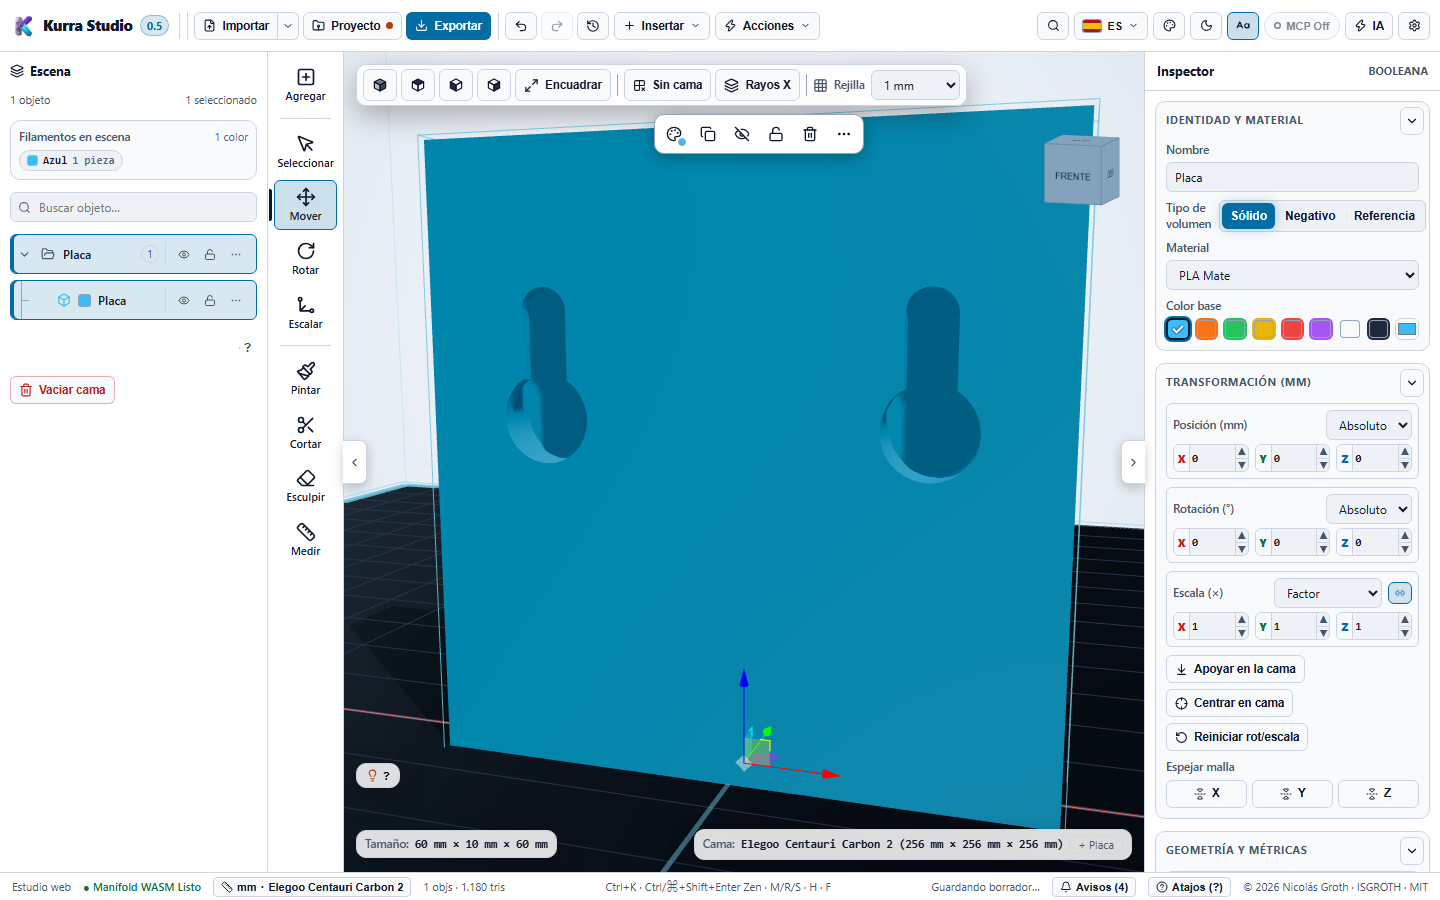 Kurra Studio 0.5 Importar Proyecto Exportar Insertar Acciones ES Aa MCP Off IA
Escena
1 objeto 1 seleccionado
Filamentos en escena 1 color
Azul 1 pieza
Buscar objeto...
Placa 1
Placa
?
Vaciar cama
Agregar
Seleccionar
Mover
Rotar
Escalar
Pintar
Cortar
Esculpir
Medir
Encuadrar Sin cama Rayos X Rejilla 1 mm
FRENTE
?
Tamaño: 60 mm × 10 mm × 60 mm
Cama: Elegoo Centauri Carbon 2 (256 mm × 256 mm × 256 mm) + Placa
Inspector BOOLEANA
IDENTIDAD Y MATERIAL
Nombre
Placa
Tipo de volumen Sólido Negativo Referencia
Material
PLA Mate
Color base
TRANSFORMACIÓN (MM)
Posición (mm) Absoluto
X 0 Y 0 Z 0
Rotación (°) Absoluto
X 0 Y 0 Z 0
Escala (×) Factor
X 1 Y 1 Z 1
Apoyar en la cama
Centrar en cama
Reiniciar rot/escala
Espejar malla
X Y Z
GEOMETRÍA Y MÉTRICAS
Estudio web ● Manifold WASM Listo mm · Elegoo Centauri Carbon 2 1 objs · 1.180 tris Ctrl+K · Ctrl/⌘+Shift+Enter Zen · M/R/S · H · F Guardando borrador... Avisos (4) Atajos (?) © 2026 Nicolás Groth · ISGROTH · MIT